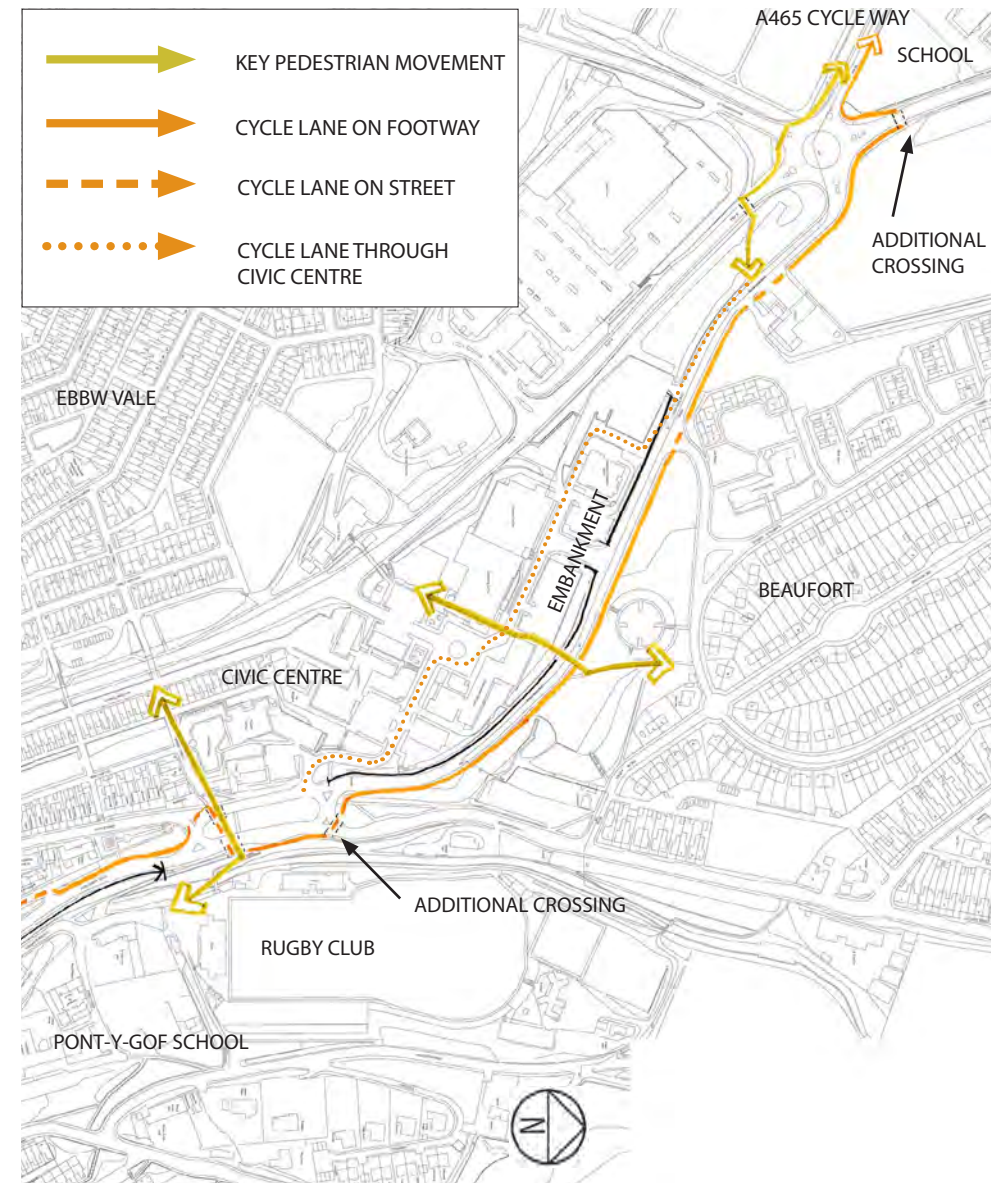 A465 CYCLE WAY
SCHOOL
KEY PEDESTRIAN MOVEMENT
CYCLE LANE ON FOOTWAY
CYCLE LANE ON STREET
CYCLE LANE THROUGH
CIVIC CENTRE
ADDITIONAL
CROSSING
EBBW VALE
EMBANKMENT
BEAUFORT
CIVIC CENTRE
ADDITIONAL CROSSING
RUGBY CLUB
PONT-Y-GOF SCHOOL
N